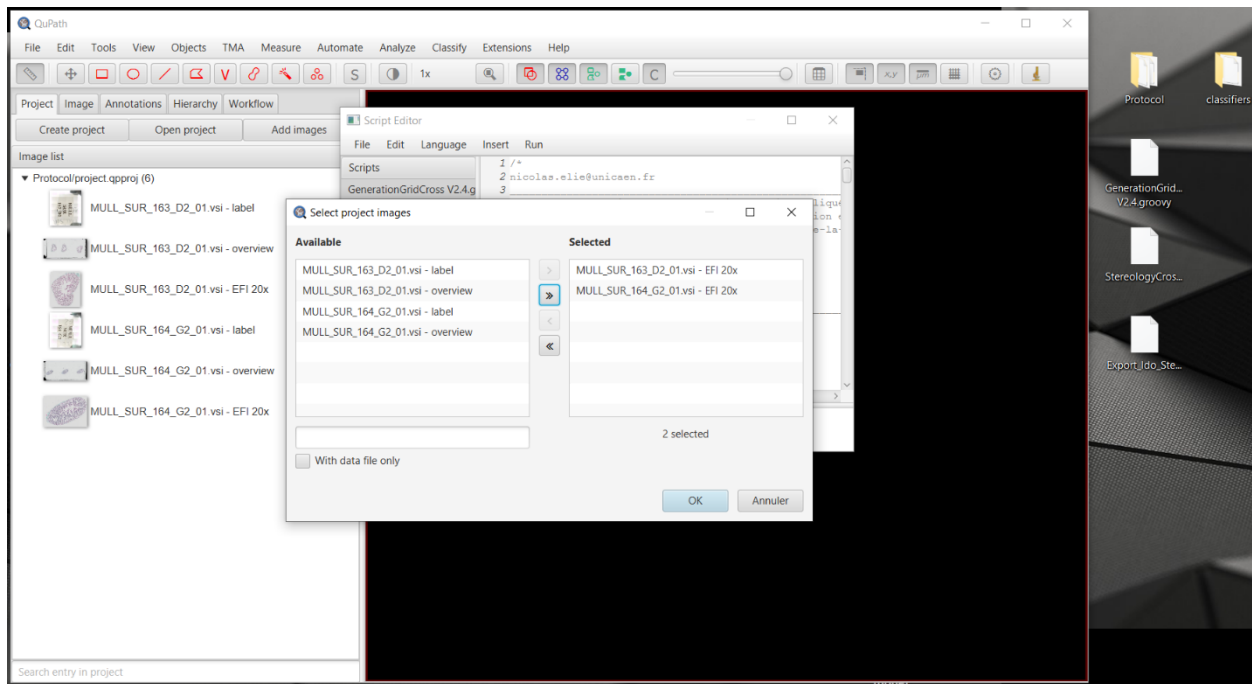 QuPath
File Edit Tools View Objects TMA Measure Automate Analyze Classify Extensions Help
S 1x C x,y µm
Project Image Annotations Hierarchy Workflow
Create project Open project Add images
Image list
Protocol/project.qpproj (6)
MULL_SUR_163_D2_01.vsi - label
MULL_SUR_163_D2_01.vsi - overview
MULL_SUR_163_D2_01.vsi - EFI 20x
MULL_SUR_164_G2_01.vsi - label
MULL_SUR_164_G2_01.vsi - overview
MULL_SUR_164_G2_01.vsi - EFI 20x
Search entry in project
Script Editor
File Edit Language Insert Run
Scripts
GenerationGridCross V2.4.g
1 /*
2 nicolas.elie@unicaen.fr
3
lique
ion e
e-la-
Select project images
Available
MULL_SUR_163_D2_01.vsi - label
MULL_SUR_163_D2_01.vsi - overview
MULL_SUR_164_G2_01.vsi - label
MULL_SUR_164_G2_01.vsi - overview
With data file only
Selected
MULL_SUR_163_D2_01.vsi - EFI 20x
MULL_SUR_164_G2_01.vsi - EFI 20x
2 selected
OK Annuler
Protocol
classifiers
GenerationGrid...
V2.4.groovy
StereologyCros...
Export_Ido_Ste...